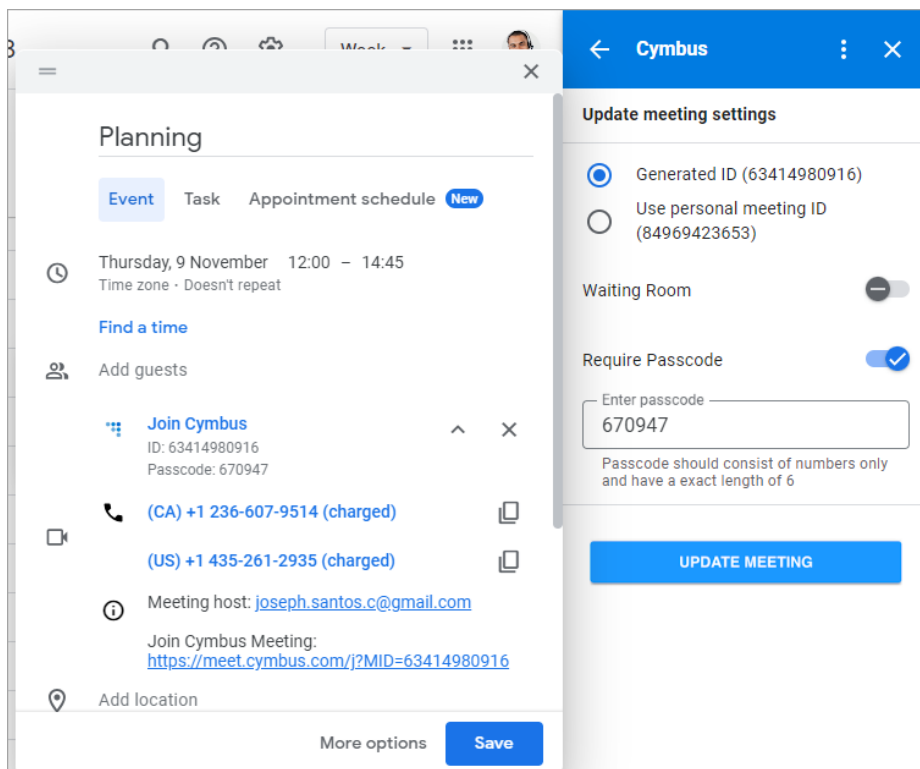 Week
Planning
Event Task Appointment schedule New
Thursday, 9 November 12:00 – 14:45
Time zone · Doesn't repeat
Find a time
Add guests
Join Cymbus
ID: 63414980916
Passcode: 670947
(CA) +1 236-607-9514 (charged)
(US) +1 435-261-2935 (charged)
Meeting host: joseph.santos.c@gmail.com
Join Cymbus Meeting:
https://meet.cymbus.com/j?MID=63414980916
Add location
More options Save
Cymbus
Update meeting settings
Generated ID (63414980916)
Use personal meeting ID
(84969423653)
Waiting Room
Require Passcode
Enter passcode
670947
Passcode should consist of numbers only
and have a exact length of 6
UPDATE MEETING